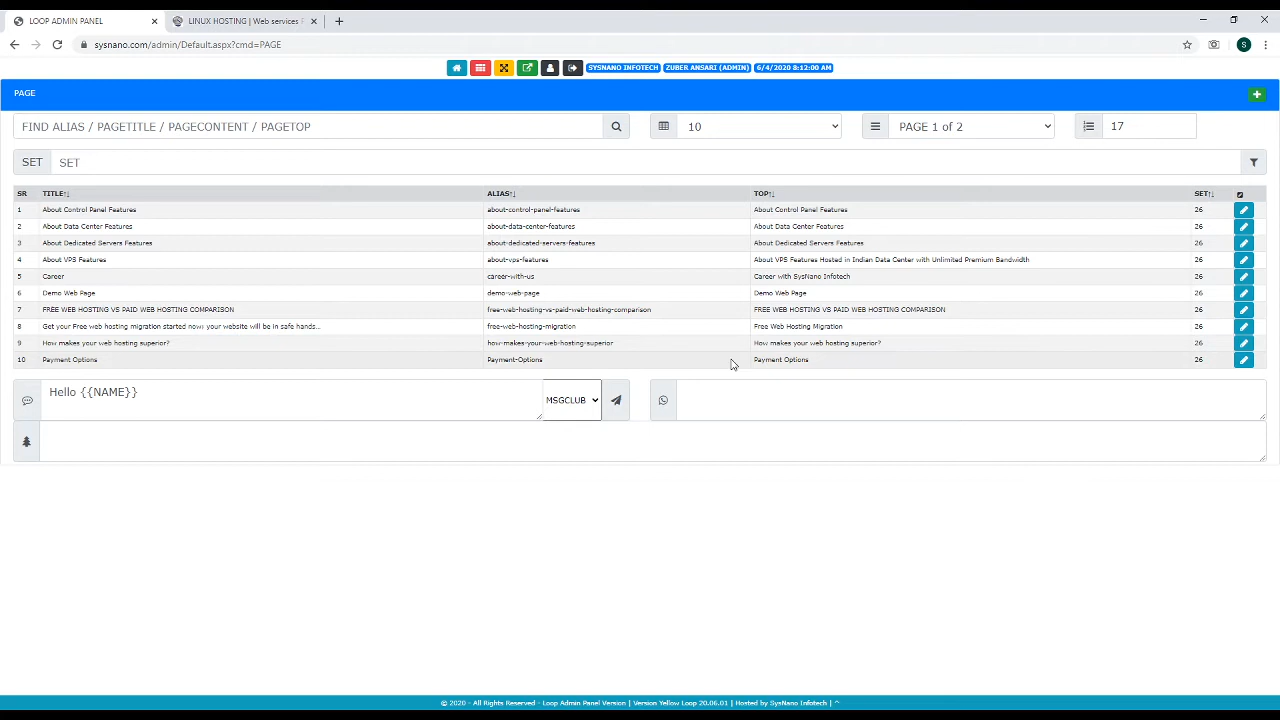 LOOP ADMIN PANEL
LINUX HOSTING | Web services F
sysnano.com/admin/Default.aspx?cmd=PAGE
S
SYSNANO INFOTECH ZUBER ANSARI (ADMIN) 6/4/2020 8:12:00 AM
PAGE
FIND ALIAS / PAGETITLE / PAGECONTENT / PAGETOP 10 PAGE 1 of 2 17
SET SET
SR TITLE↑↓ ALIAS↑↓ TOP↑↓ SET↑↓
1 About Control Panel Features about-control-panel-features About Control Panel Features 26
2 About Data Center Features about-data-center-features About Data Center Features 26
3 About Dedicated Servers Features about-dedicated-servers-features About Dedicated Servers Features 26
4 About VPS Features about-vps-features About VPS Features Hosted in Indian Data Center with Unlimited Premium Bandwidth 26
5 Career career-with-us Career with SysNano Infotech 26
6 Demo Web Page demo-web-page Demo Web Page 26
7 FREE WEB HOSTING VS PAID WEB HOSTING COMPARISON free-web-hosting-vs-paid-web-hosting-comparison FREE WEB HOSTING VS PAID WEB HOSTING COMPARISON 26
8 Get your Free web hosting migration started now: your website will be in safe hands... free-web-hosting-migration Free Web Hosting Migration 26
9 How makes your web hosting superior? how-makes-your-web-hosting-superior How makes your web hosting superior? 26
10 Payment Options Payment-Options Payment Options 26
Hello {{NAME}} MSGCLUB
© 2020 - All Rights Reserved - Loop Admin Panel Version | Version Yellow Loop 20.06.01 | Hosted by SysNano Infotech | ^